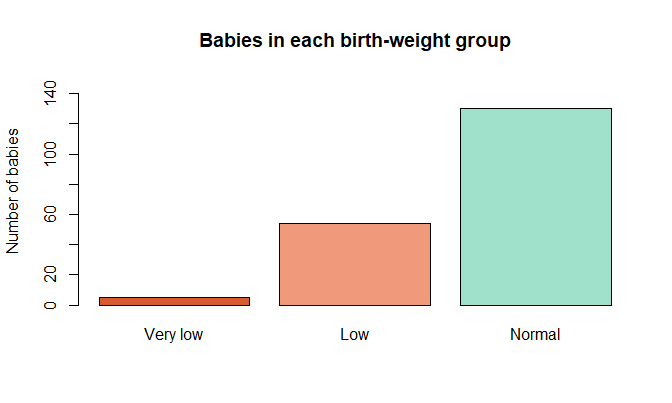 Babies in each birth-weight group
Number of babies
140
100
60
20
0
Very low
Low
Normal